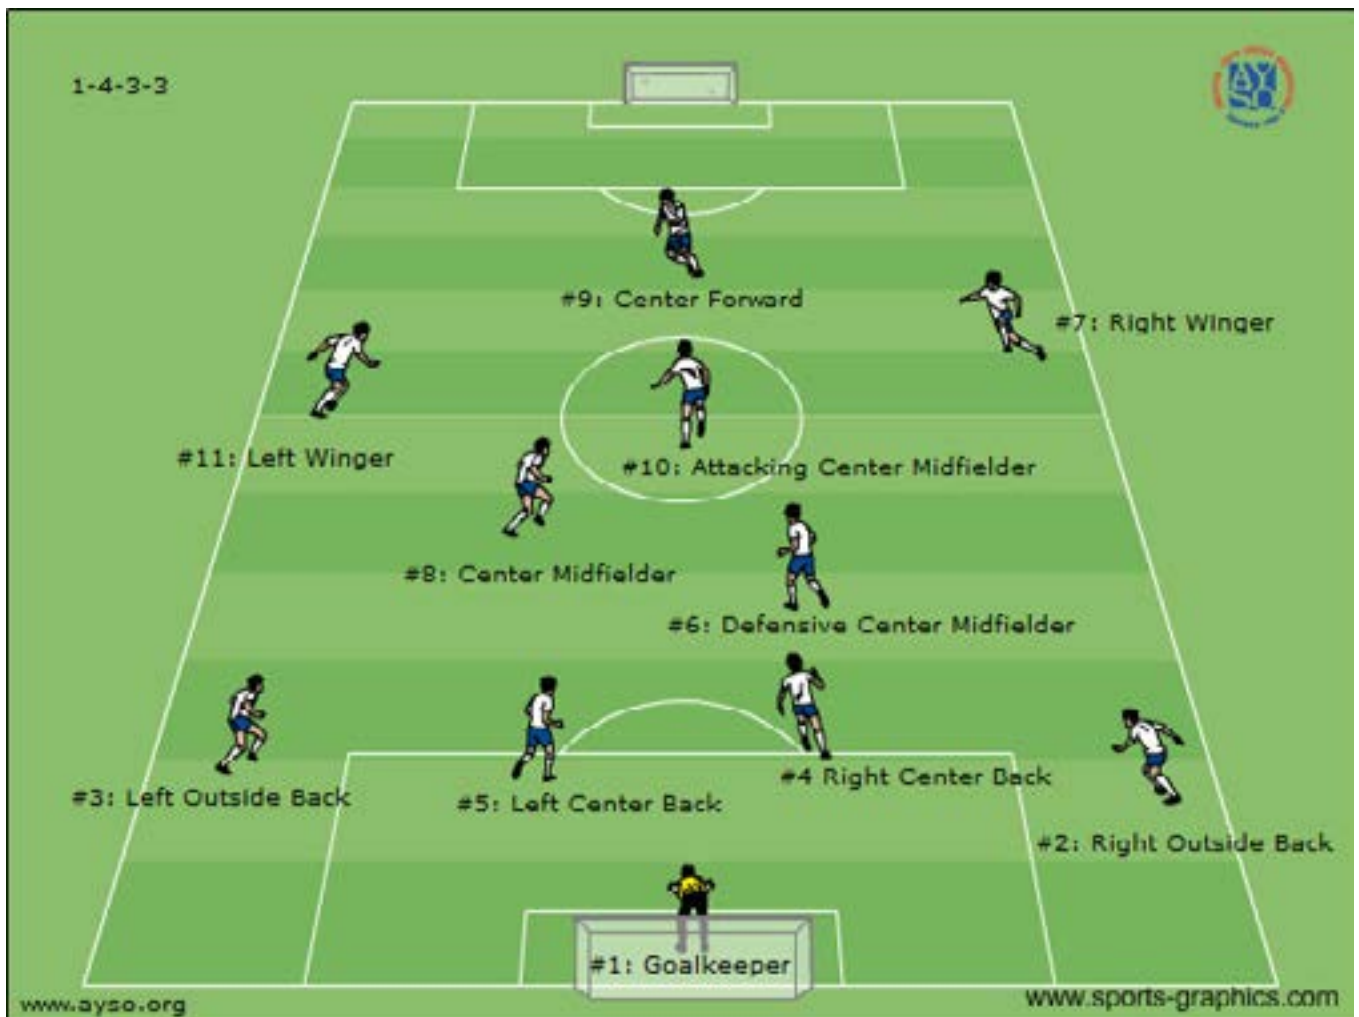 1-4-3-3
AY
SO
#9: Center Forward
#7: Right Winger
#11: Left Winger
#10: Attacking Center Midfielder
#8: Center Midfielder
#6: Defensive Center Midfielder
#4 Right Center Back
#3: Left Outside Back
#5: Left Center Back
#2: Right Outside Back
#1: Goalkeeper
www.ayso.org
www.sports-graphics.com